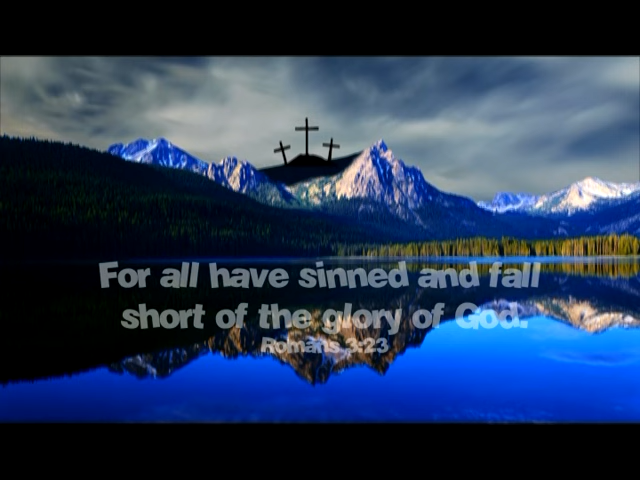 For all have sinned and fall
short of the glory of God.
Romans 3:23